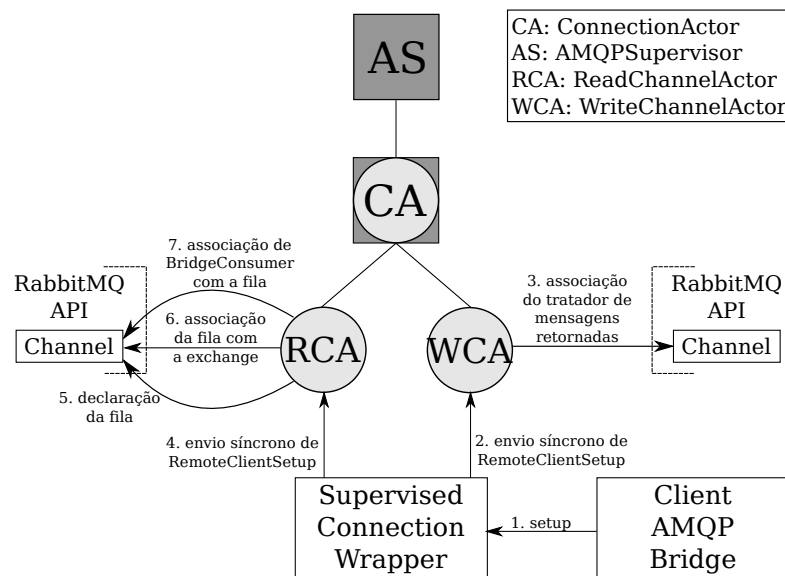 CA: ConnectionActor
AS: AMQPSupervisor
RCA: ReadChannelActor
WCA: WriteChannelActor
AS
CA
7. associação de
BridgeConsumer
com a fila
3. associação
do tratador de
mensagens
retornadas
RabbitMQ
API
Channel
6. associação
da fila com
a exchange
RCA
WCA
RabbitMQ
API
Channel
5. declaração
da fila
4. envio síncrono de
RemoteClientSetup
2. envio síncrono de
RemoteClientSetup
Supervised
Connection
Wrapper
1. setup
Client
AMQP
Bridge